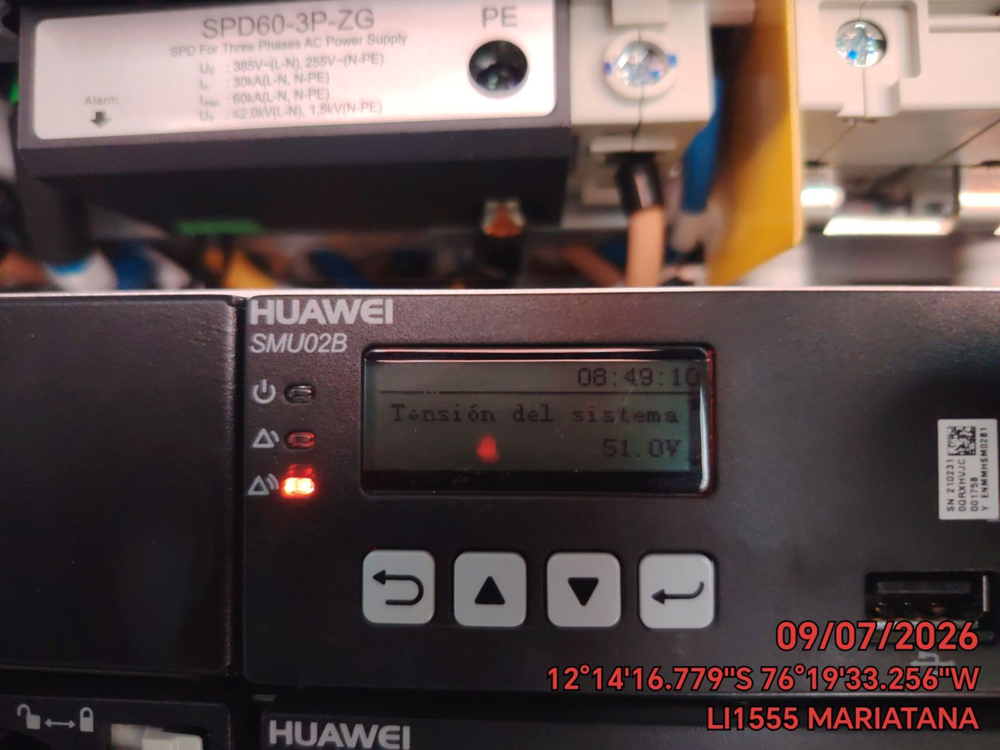 SPD60-3P-ZG
PE
SPD For Three Phases AC Power Supply
Uc : 385V~(L-N), 255V~(N-PE)
In : 30kA(L-N, N-PE)
Imax : 60kA(L-N, N-PE)
Up : ≤2.0kV(L-N), 1.5kV(N-PE)
Alarm
HUAWEI
SMU02B
08:49:10
Tensión del sistema
51.0V
SN:210231
0QRXHVJC
001758
Y ENMMHSM02B1
09/07/2026
12°14'16.779"S 76°19'33.256"W
LI1555 MARIATANA
HUAWEI